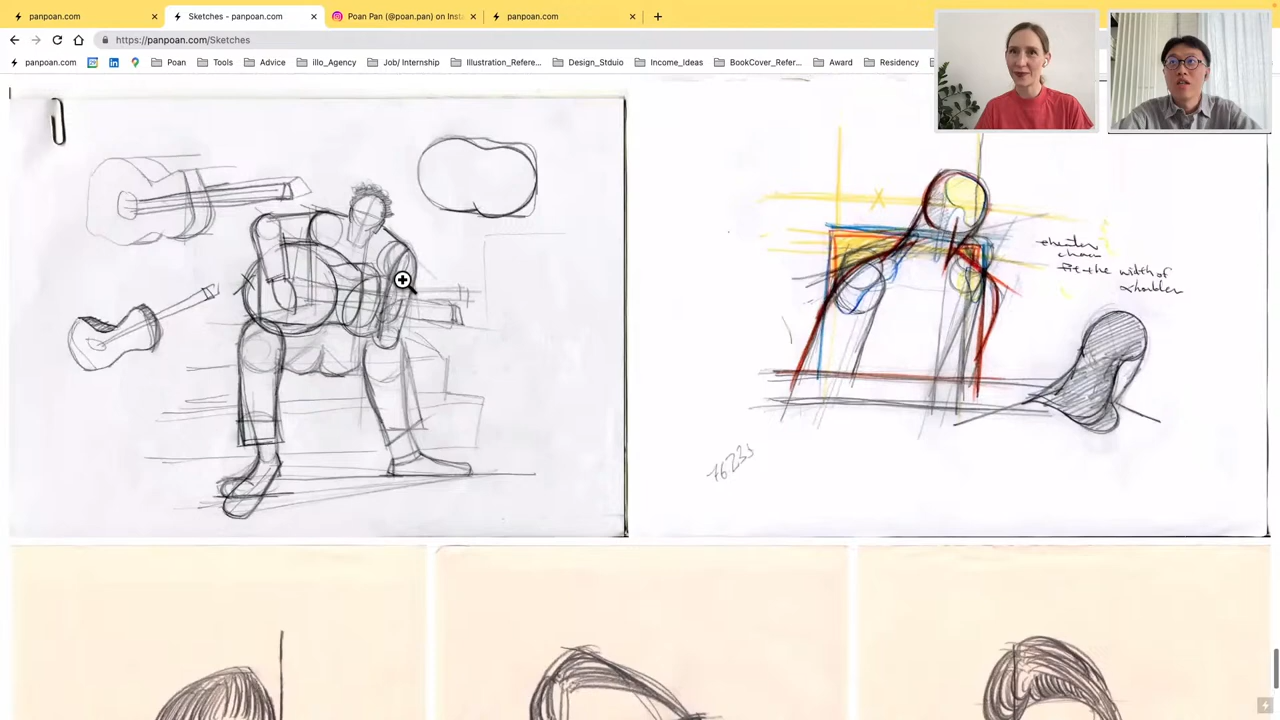 panpoan.com
Sketches - panpoan.com
Poan Pan (@poan.pan) on Inst
panpoan.com
https://panpoan.com/Sketches
panpoan.com
Poan
Tools
Advice
illo_Agency
Job/ Internship
Illustration_Refere...
Design_Stduio
Income_Ideas
BookCover_Refer...
Award
Residency
fit the width of
shoulder